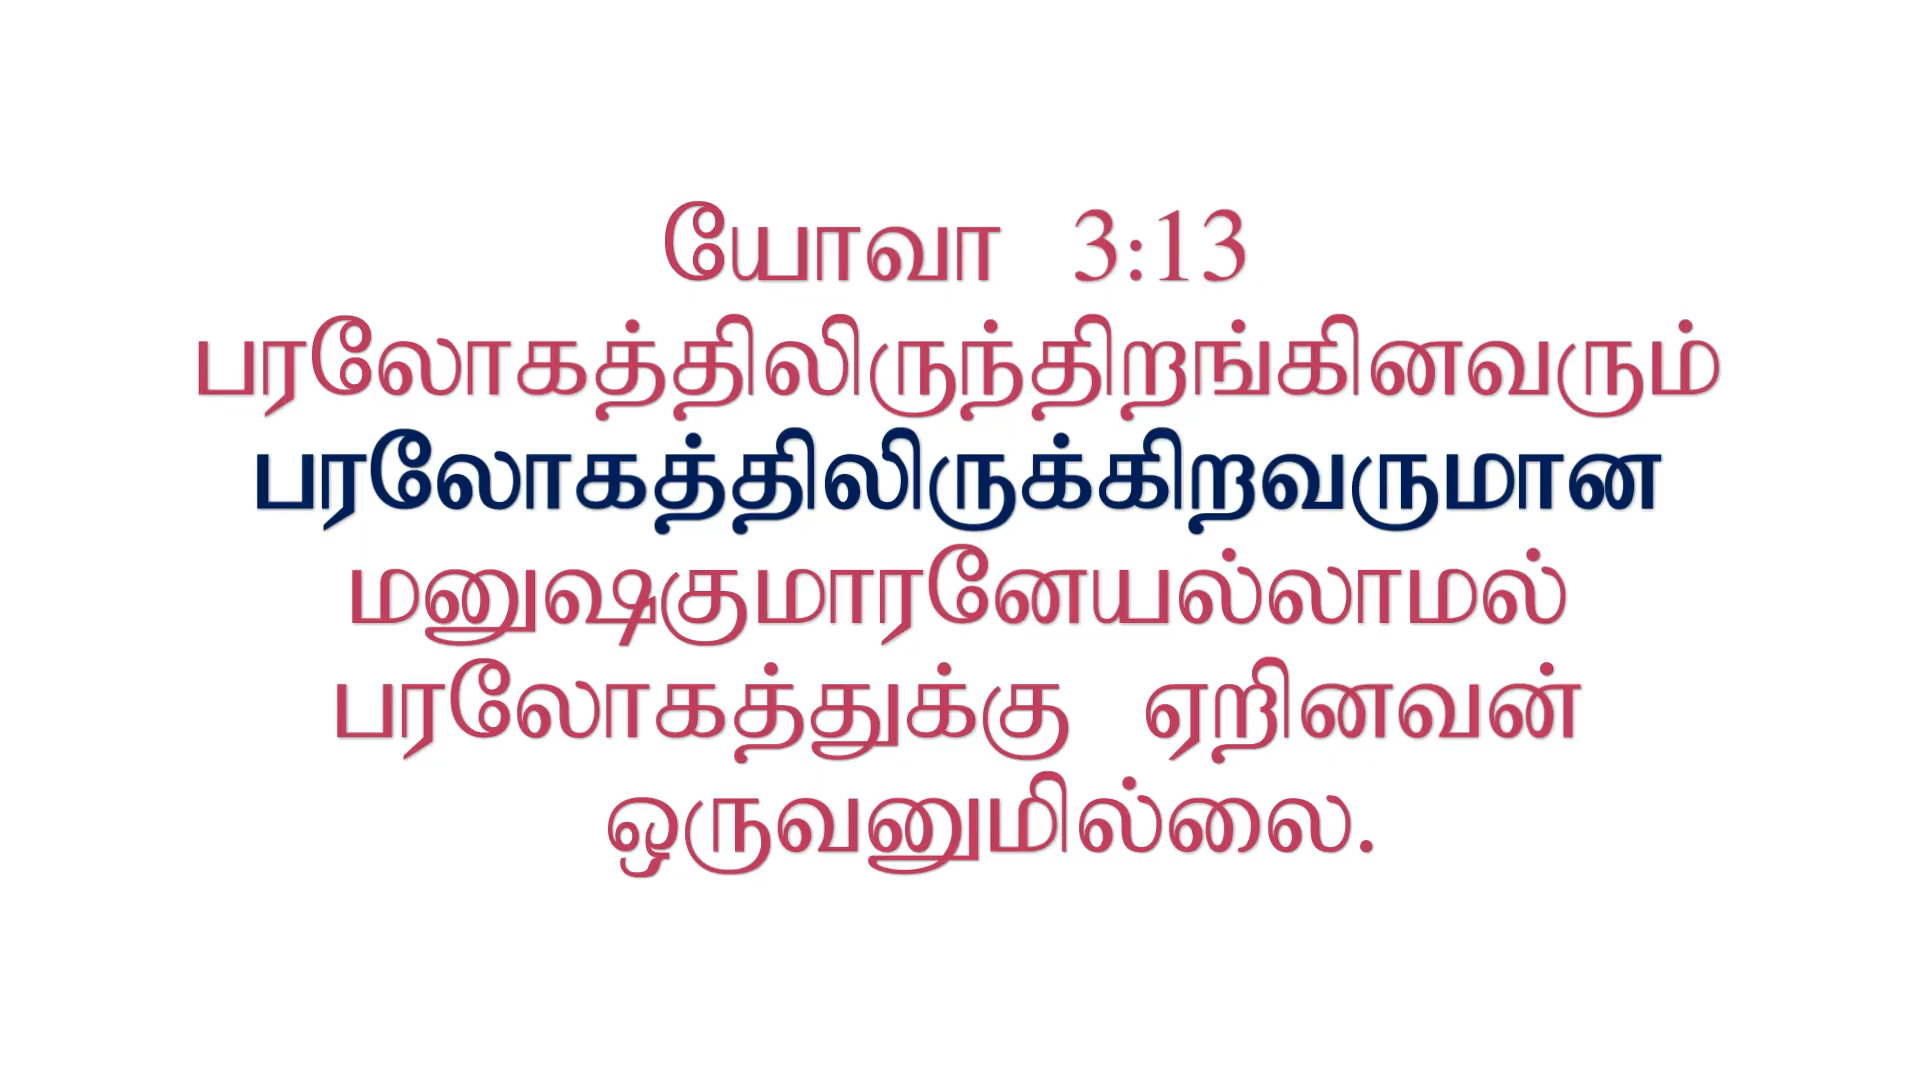 யோவா 3:13
பரலோகத்திலிருந்திறங்கினவரும்
பரலோகத்திலிருக்கிறவருமான
மனுஷகுமாரனேயல்லாமல்
பரலோகத்துக்கு ஏறினவன்
ஒருவனுமில்லை.